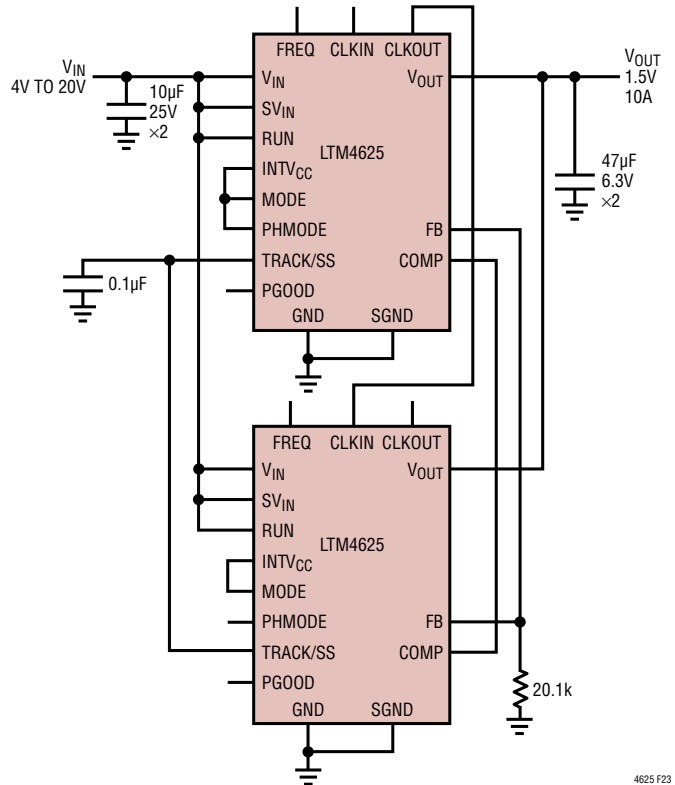 FREQ CLKIN CLKOUT
VIN
4V TO 20V
10µF
25V
×2
VIN
SVIN
RUN
INTVCC
MODE
PHMODE
TRACK/SS
PGOOD
LTM4625
VOUT
FB
COMP
GND SGND
VOUT
1.5V
10A
47µF
6.3V
×2
0.1µF
FREQ CLKIN CLKOUT
VIN
SVIN
RUN
INTVCC
MODE
PHMODE
TRACK/SS
PGOOD
LTM4625
VOUT
FB
COMP
GND SGND
20.1k
4625 F23